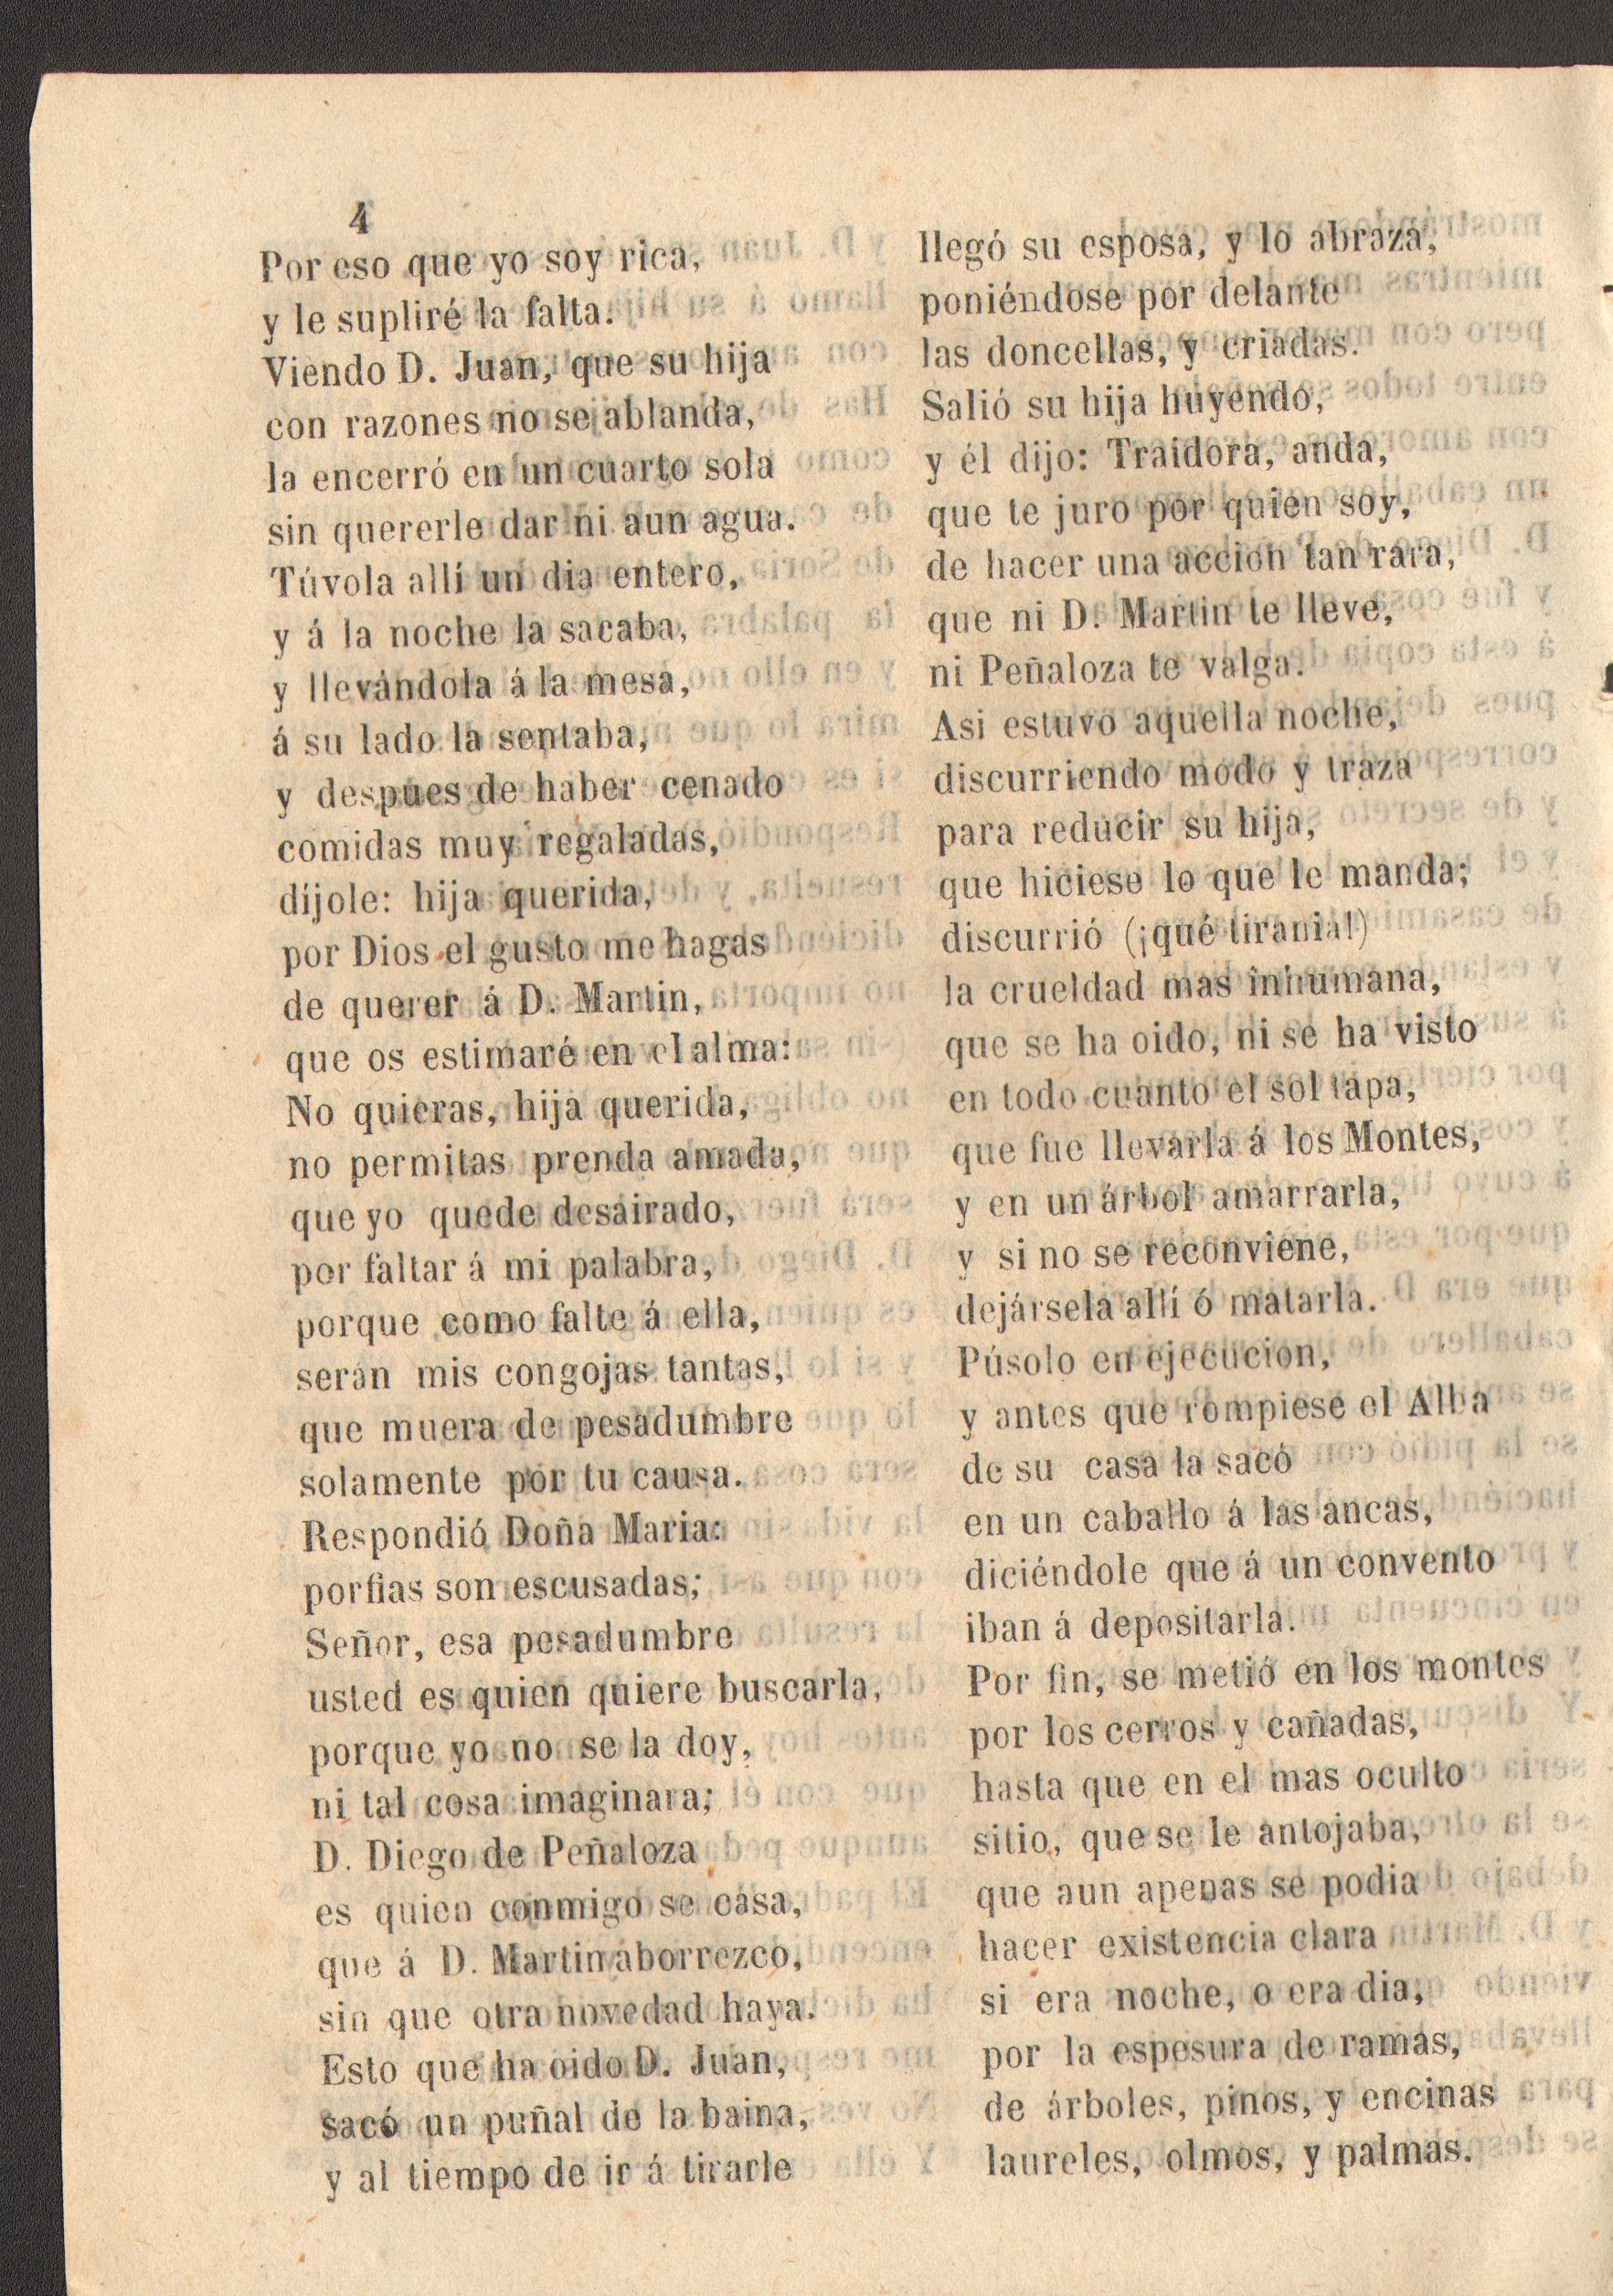 4
Por eso que yo soy rica,
y le supliré la falta.
Viendo D. Juan, que su hija
con razones no se ablanda,
la encerró en un cuarto sola
sin quererle dar ni aun agua.
Túvola allí un dia entero,
y á la noche la sacaba,
y llevándola á la mesa,
á su lado la sentaba,
y despues de haber cenado
comidas muy regaladas,
díjole: hija querida,
por Dios el gusto me hagas
de querer á D. Martin,
que os estimaré en el alma:
No quieras, hija querida,
no permitas prenda amada,
que yo quede desairado,
por faltar á mi palabra,
porque como falte á ella,
serán mis congojas tantas,
que muera de pesadumbre
solamente por tu causa.
Respondió Doña Maria:
porfias son escusadas;
Señor, esa pesadumbre
usted es quien quiere buscarla,
porque yo no se la doy,
ni tal cosa imaginara;
D. Diego de Peñaloza
es quien conmigo se casa,
que á D. Martin aborrezco,
sin que otra novedad haya.
Esto que ha oido D. Juan,
sacó un puñal de la baina,
y al tiempo de ir á tirarle
llegó su esposa, y lo abraza,
poniéndose por delante
las doncellas, y criadas.
Salió su hija huyendo,
y él dijo: Traidora, anda,
que te juro por quien soy,
de hacer una accion tan rara,
que ni D. Martin te lleve,
ni Peñaloza te valga.
Asi estuvo aquella noche,
discurriendo modo y traza
para reducir su hija,
que hiciese lo que le manda;
discurrió (¡qué tirania!)
la crueldad mas inhumana,
que se ha oido, ni se ha visto
en todo cuanto el sol tapa,
que fue llevarla á los Montes,
y en un árbol amarrarla,
y si no se reconviene,
dejársela allí ó matarla.
Púsolo en ejecucion,
y antes que rompiese el Alba
de su casa la sacó
en un caballo á las ancas,
diciéndole que á un convento
iban á depositarla.
Por fin, se metió en los montes
por los cerros y cañadas,
hasta que en el mas oculto
sitio, que se le antojaba,
que aun apenas se podia
hacer existencia clara
si era noche, o era dia,
por la espesura de ramas,
de árboles, pinos, y encinas
laureles, olmos, y palmas.